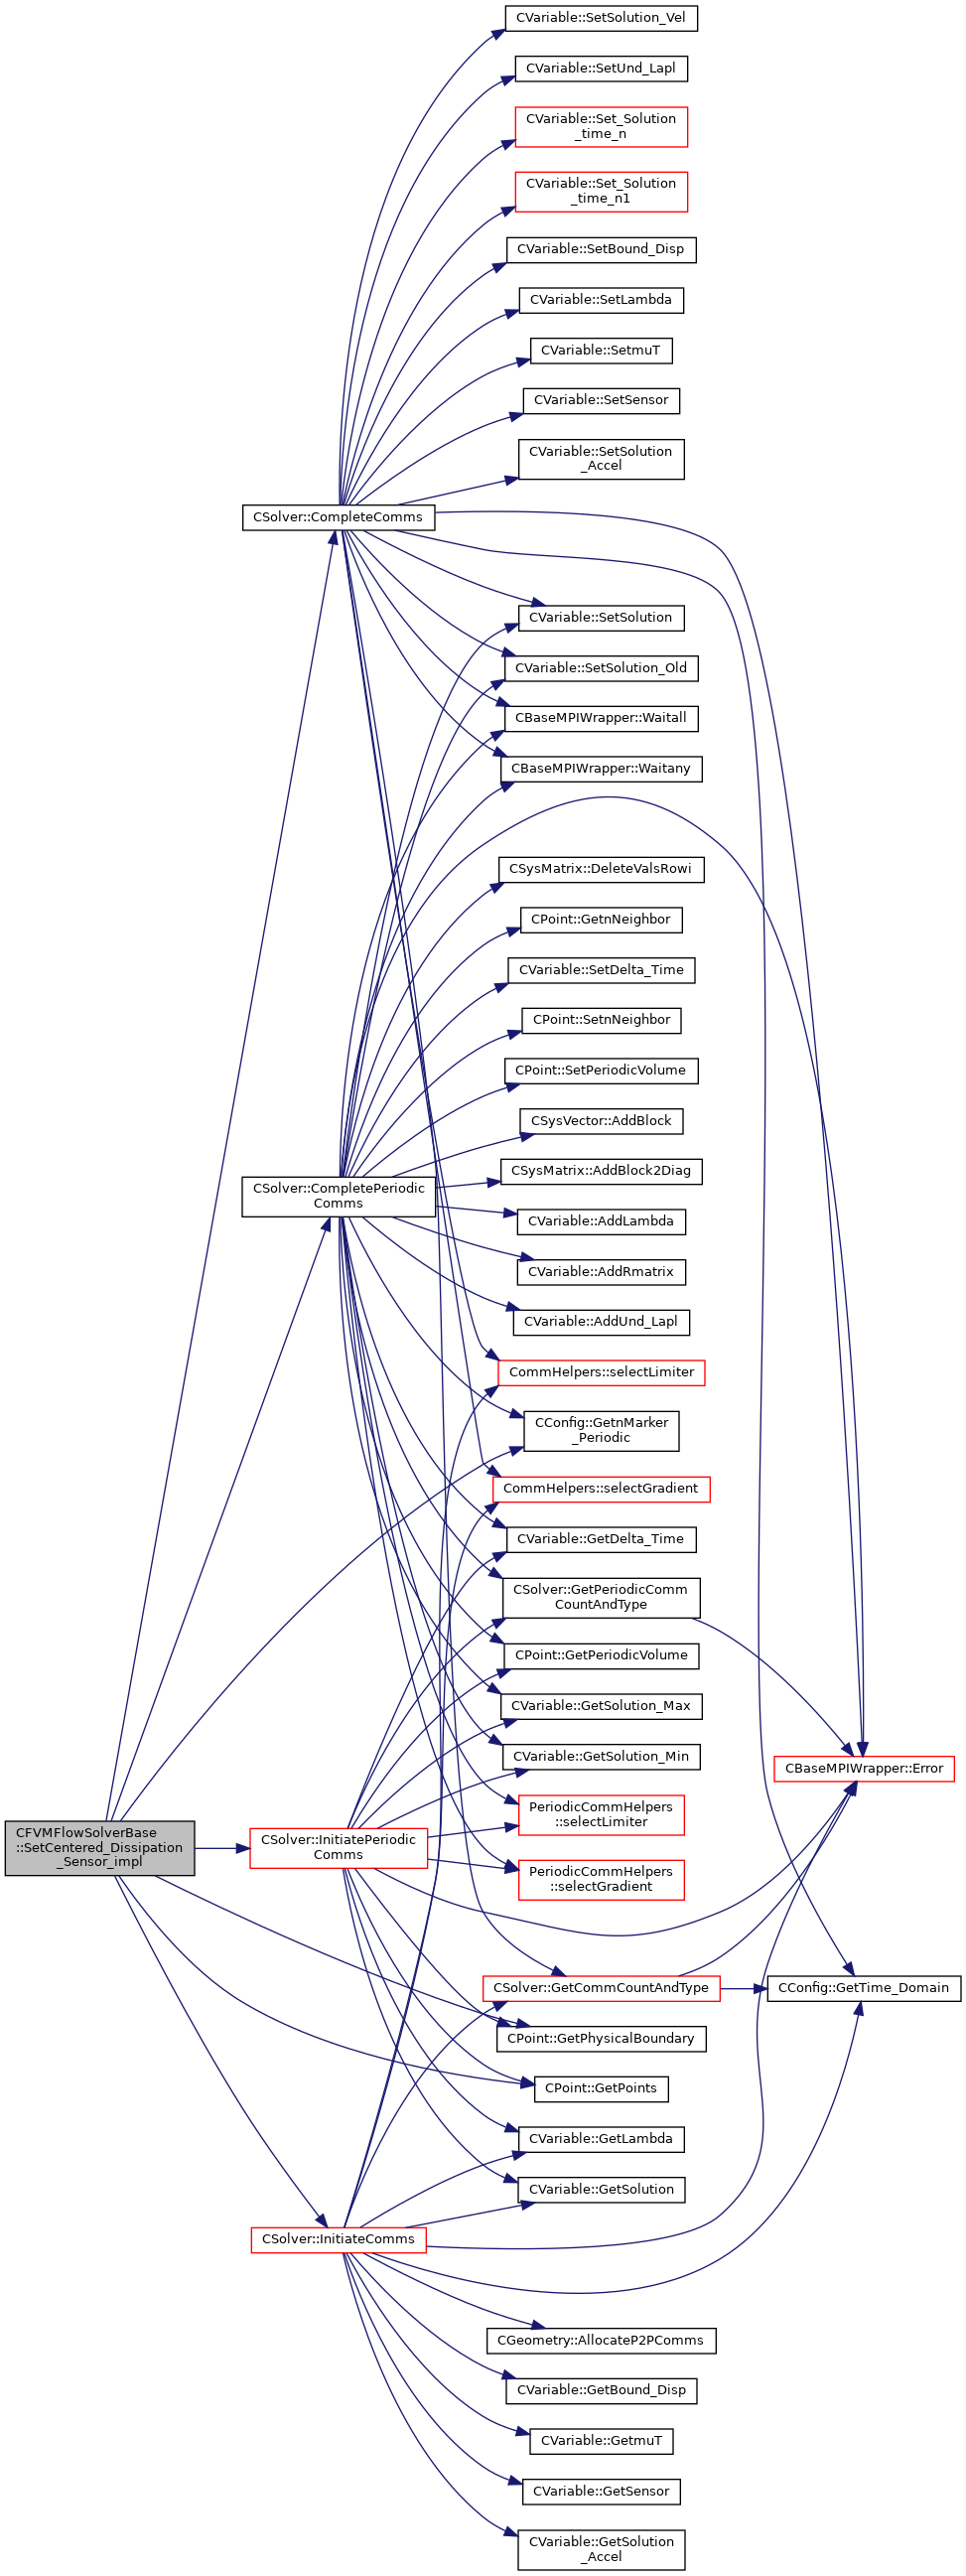 CVariable::SetSolution_Vel
CVariable::SetUnd_Lapl
CVariable::Set_Solution
_time_n
CVariable::Set_Solution
_time_n1
CVariable::SetBound_Disp
CVariable::SetLambda
CVariable::SetmuT
CVariable::SetSensor
CVariable::SetSolution
_Accel
CSolver::CompleteComms
CVariable::SetSolution
CVariable::SetSolution_Old
CBaseMPIWrapper::Waitall
CBaseMPIWrapper::Waitany
CSysMatrix::DeleteValsRowi
CPoint::GetnNeighbor
CVariable::SetDelta_Time
CPoint::SetnNeighbor
CPoint::SetPeriodicVolume
CSysVector::AddBlock
CSysMatrix::AddBlock2Diag
CSolver::CompletePeriodic
Comms
CVariable::AddLambda
CVariable::AddRmatrix
CVariable::AddUnd_Lapl
CommHelpers::selectLimiter
CConfig::GetnMarker
_Periodic
CommHelpers::selectGradient
CVariable::GetDelta_Time
CSolver::GetPeriodicComm
CountAndType
CPoint::GetPeriodicVolume
CVariable::GetSolution_Max
CVariable::GetSolution_Min
CBaseMPIWrapper::Error
PeriodicCommHelpers
::selectLimiter
CFVMFlowSolverBase
::SetCentered_Dissipation
_Sensor_impl
CSolver::InitiatePeriodic
Comms
PeriodicCommHelpers
::selectGradient
CSolver::GetCommCountAndType
CConfig::GetTime_Domain
CPoint::GetPhysicalBoundary
CPoint::GetPoints
CVariable::GetLambda
CVariable::GetSolution
CSolver::InitiateComms
CGeometry::AllocateP2PComms
CVariable::GetBound_Disp
CVariable::GetmuT
CVariable::GetSensor
CVariable::GetSolution
_Accel